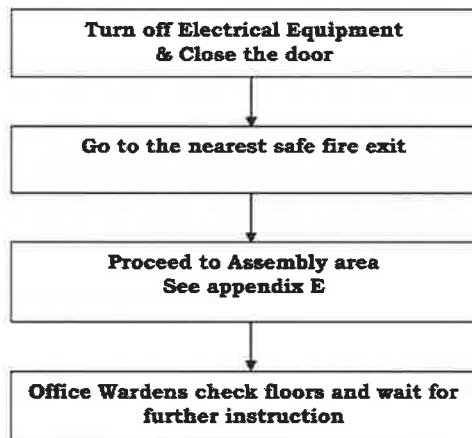 Turn off Electrical Equipment
& Close the door
Go to the nearest safe fire exit
Proceed to Assembly area
See appendix E
Office Wardens check floors and wait for
further instruction